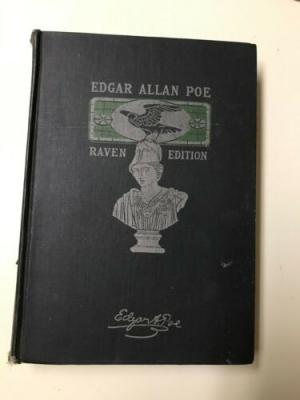 EDGAR ALLAN POE
RAVEN EDITION
Edgar A. Poe